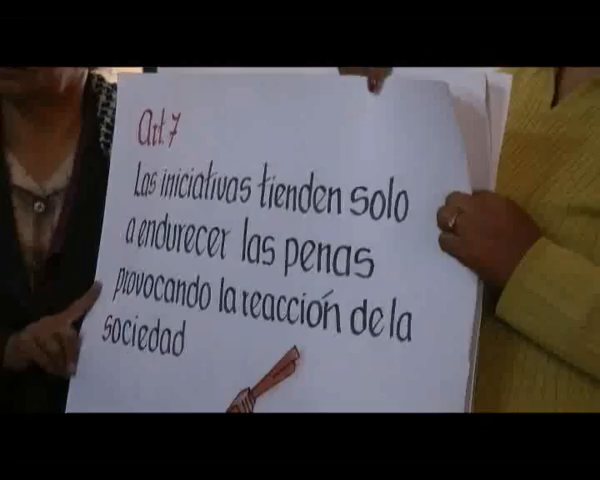 Art. 7
Las iniciativas tienden solo
a endurecer las penas
provocando la reacción de la
sociedad